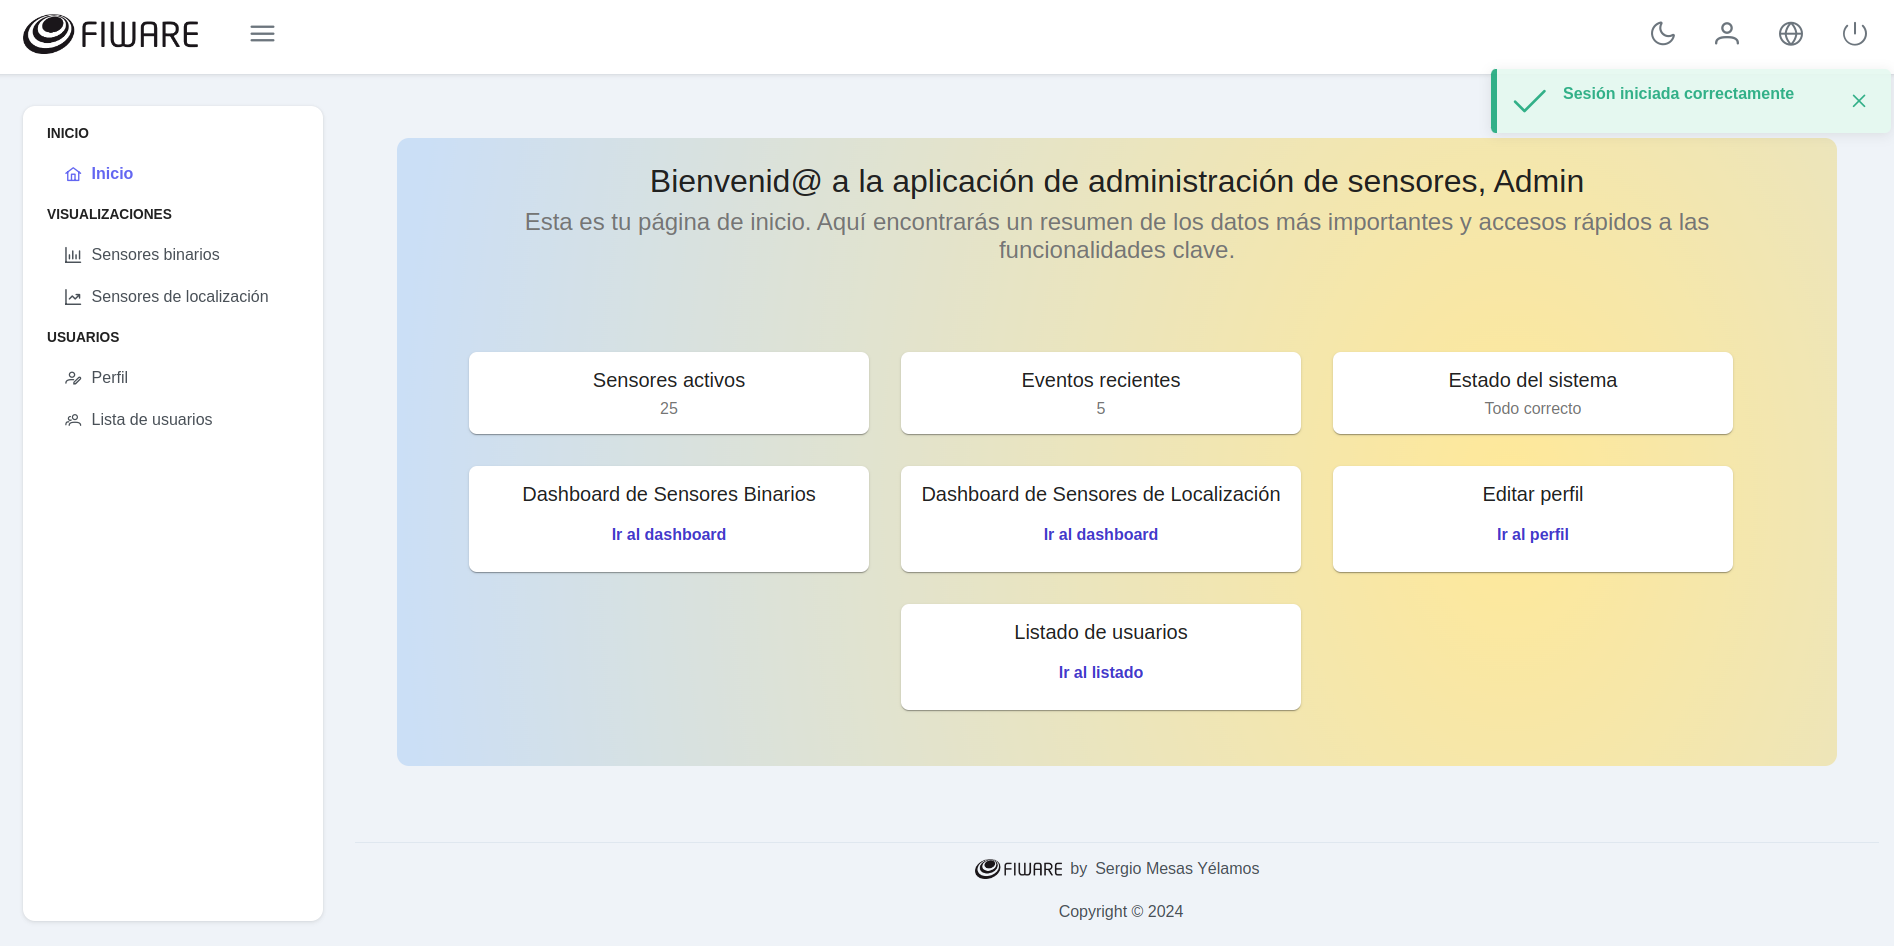 FIWARE
Sesión iniciada correctamente
INICIO
Inicio
VISUALIZACIONES
Sensores binarios
Sensores de localización
USUARIOS
Perfil
Lista de usuarios
Bienvenid@ a la aplicación de administración de sensores, Admin
Esta es tu página de inicio. Aquí encontrarás un resumen de los datos más importantes y accesos rápidos a las
funcionalidades clave.
Sensores activos
25
Eventos recientes
5
Estado del sistema
Todo correcto
Dashboard de Sensores Binarios
Ir al dashboard
Dashboard de Sensores de Localización
Ir al dashboard
Editar perfil
Ir al perfil
Listado de usuarios
Ir al listado
FIWARE by Sergio Mesas Yélamos
Copyright © 2024